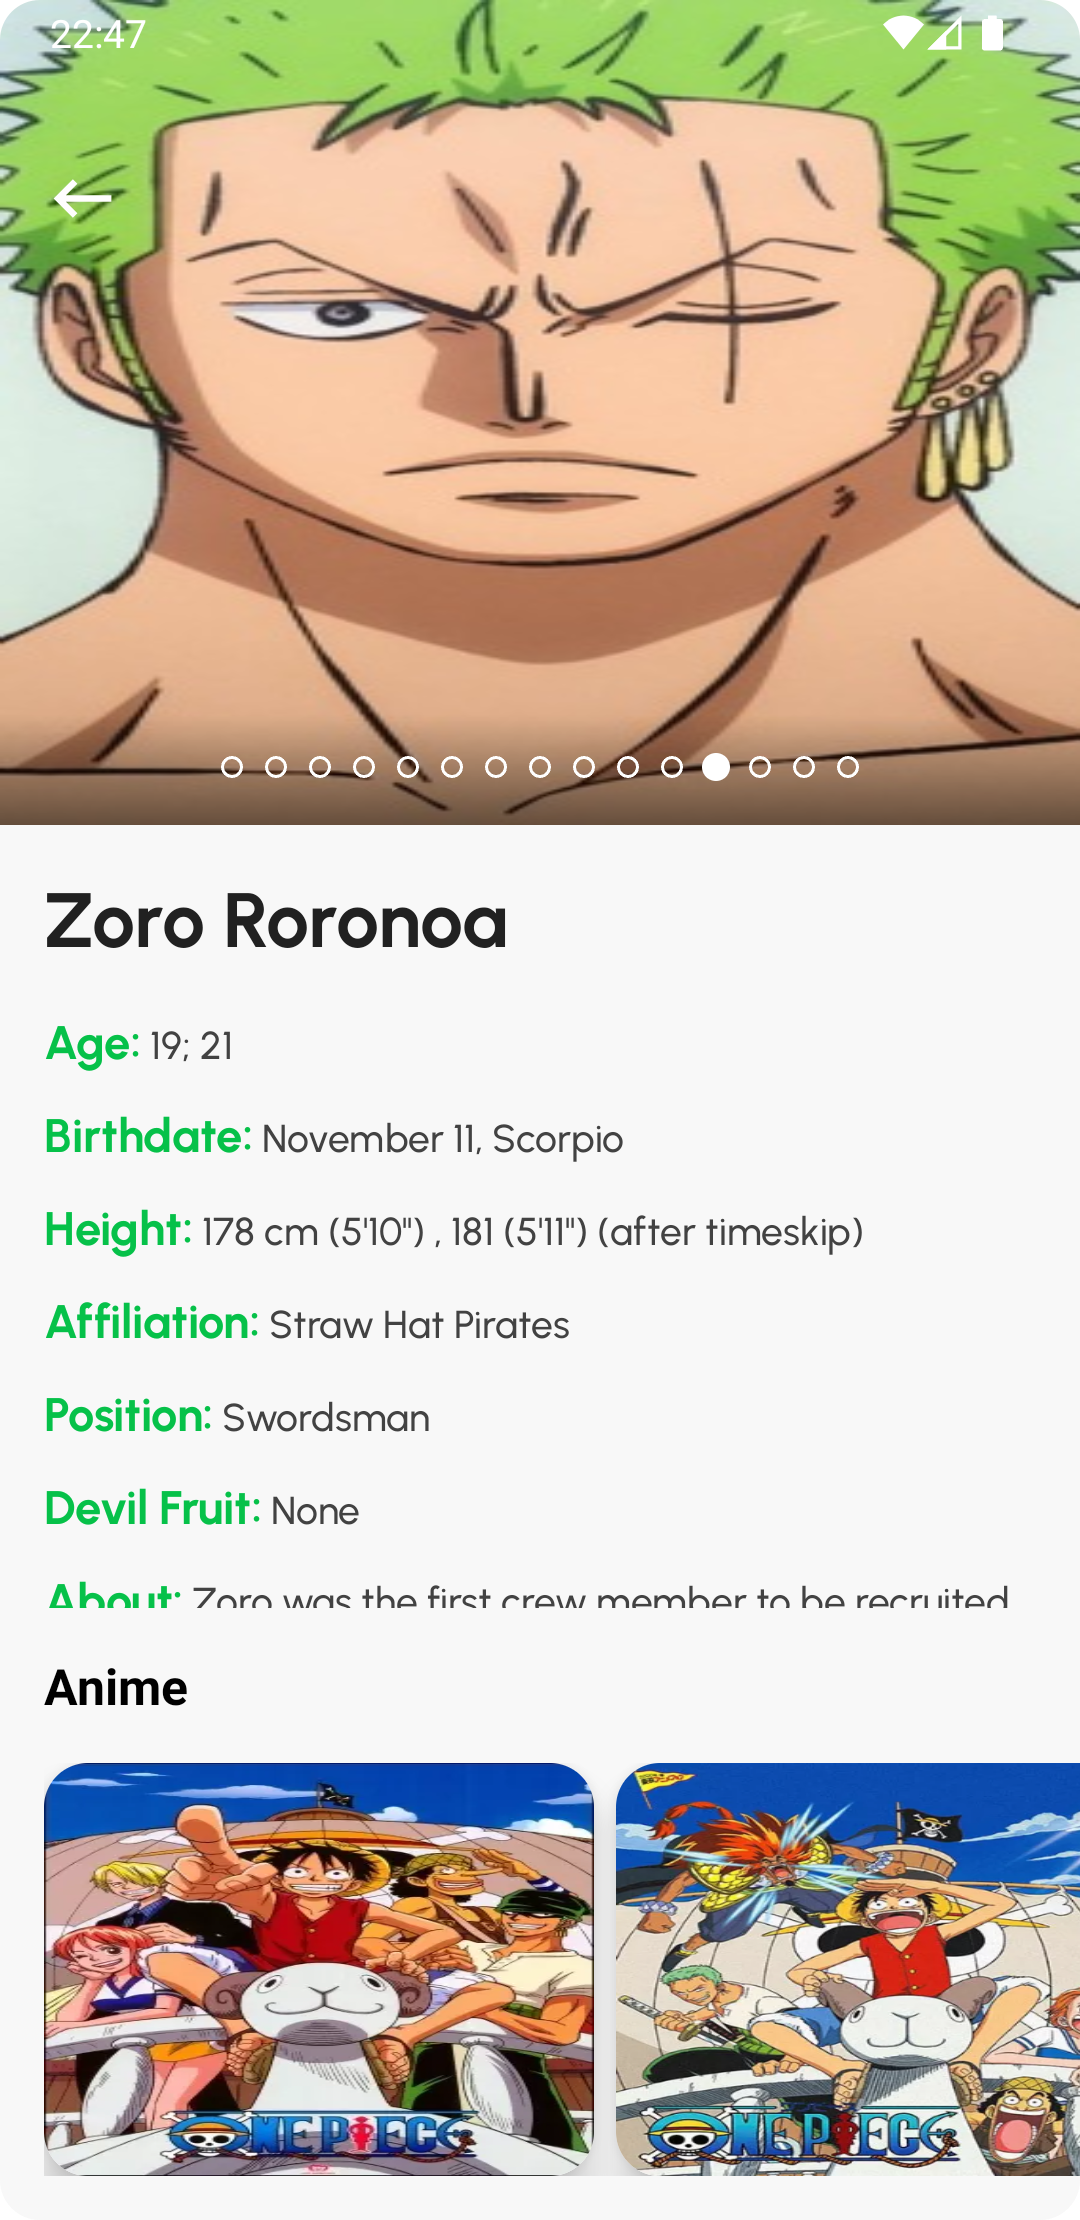 22:47
Zoro Roronoa
Age: 19; 21
Birthdate: November 11, Scorpio
Height: 178 cm (5'10") , 181 (5'11") (after timeskip)
Affiliation: Straw Hat Pirates
Position: Swordsman
Devil Fruit: None
About: Zoro was the first crew member to be recruited
Anime
ONE PIECE
ONE PIECE